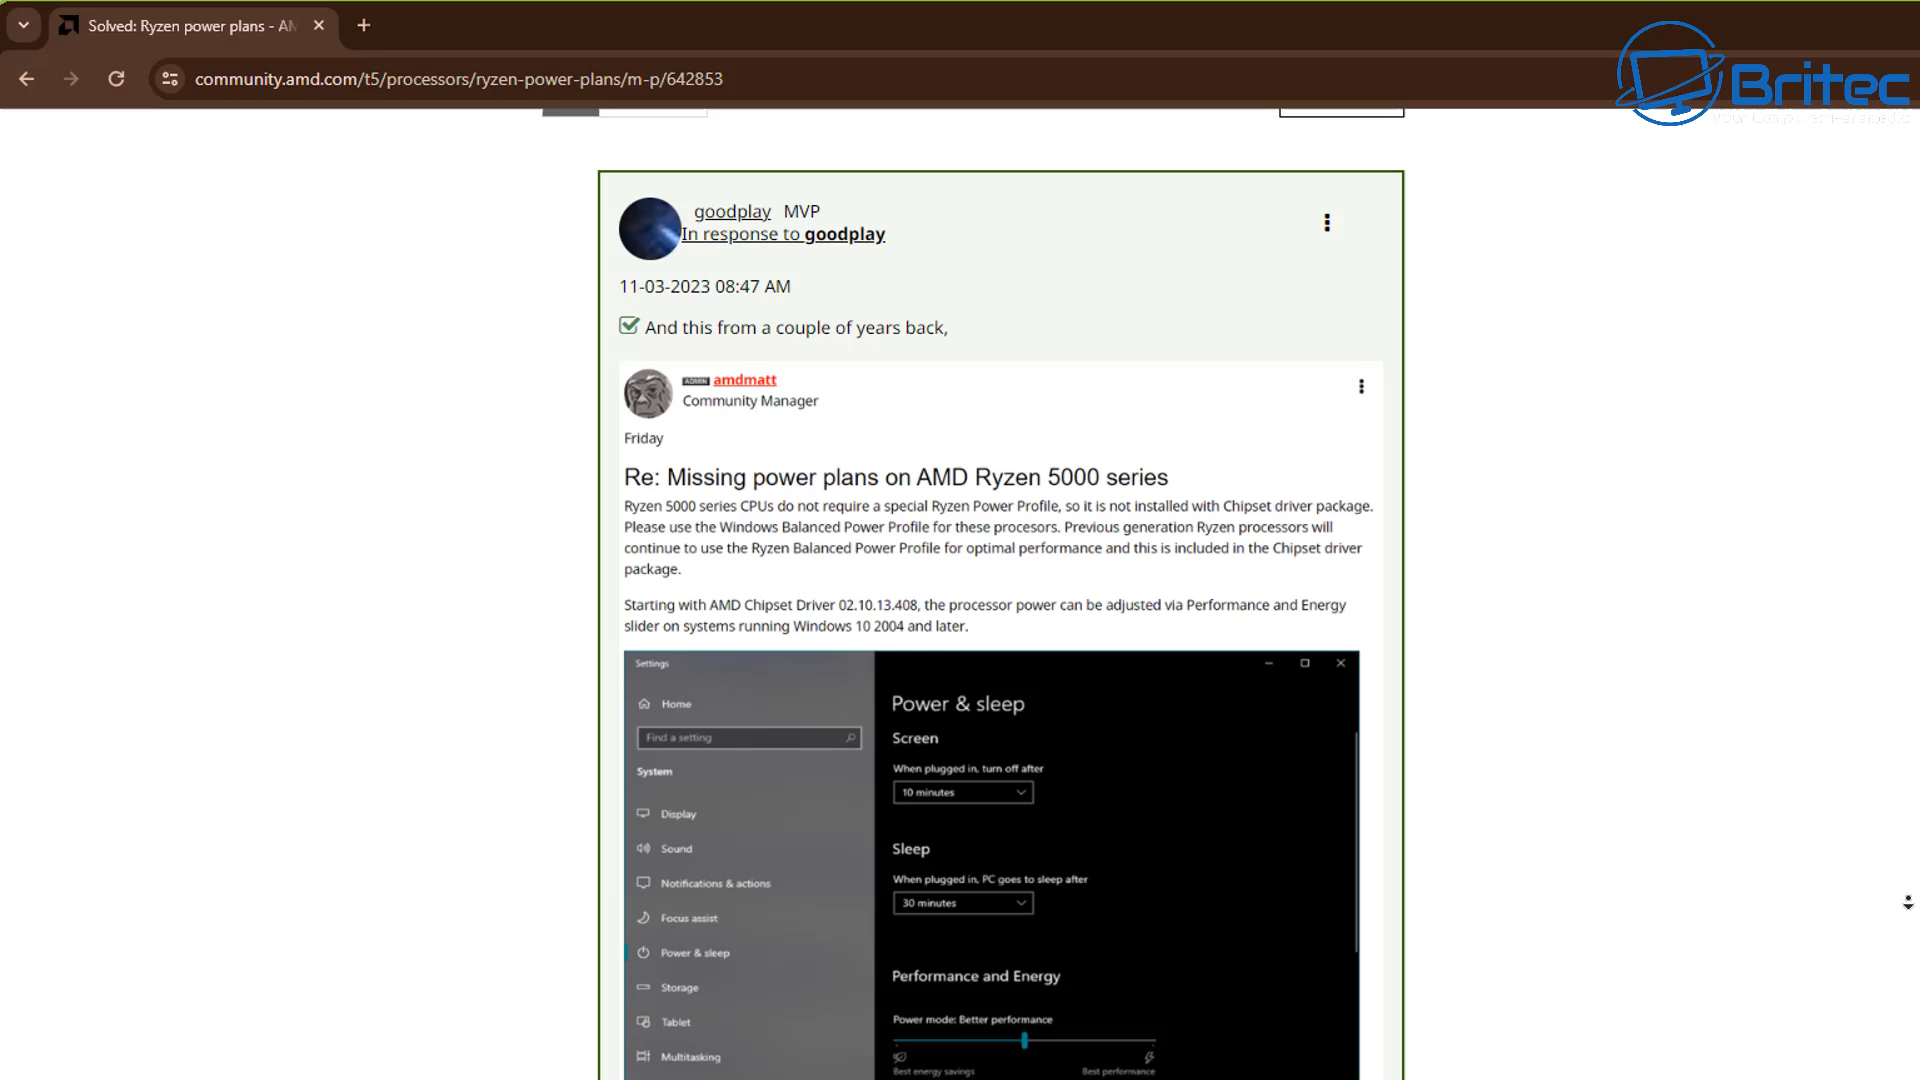 Solved: Ryzen power plans - AM
community.amd.com/t5/processors/ryzen-power-plans/m-p/642853
Britec
goodplay MVP
In response to goodplay
11-03-2023 08:47 AM
And this from a couple of years back,
ADMIN amdmatt
Community Manager
Friday
Re: Missing power plans on AMD Ryzen 5000 series
Ryzen 5000 series CPUs do not require a special Ryzen Power Profile, so it is not installed with Chipset driver package.
Please use the Windows Balanced Power Profile for these procesors. Previous generation Ryzen processors will
continue to use the Ryzen Balanced Power Profile for optimal performance and this is included in the Chipset driver
package.
Starting with AMD Chipset Driver 02.10.13.408, the processor power can be adjusted via Performance and Energy
slider on systems running Windows 10 2004 and later.
Settings
Home
Find a setting
System
Display
Sound
Notifications & actions
Focus assist
Power & sleep
Storage
Tablet
Multitasking
Power & sleep
Screen
When plugged in, turn off after
10 minutes
Sleep
When plugged in, PC goes to sleep after
30 minutes
Performance and Energy
Power mode: Better performance
Best energy savings
Best performance